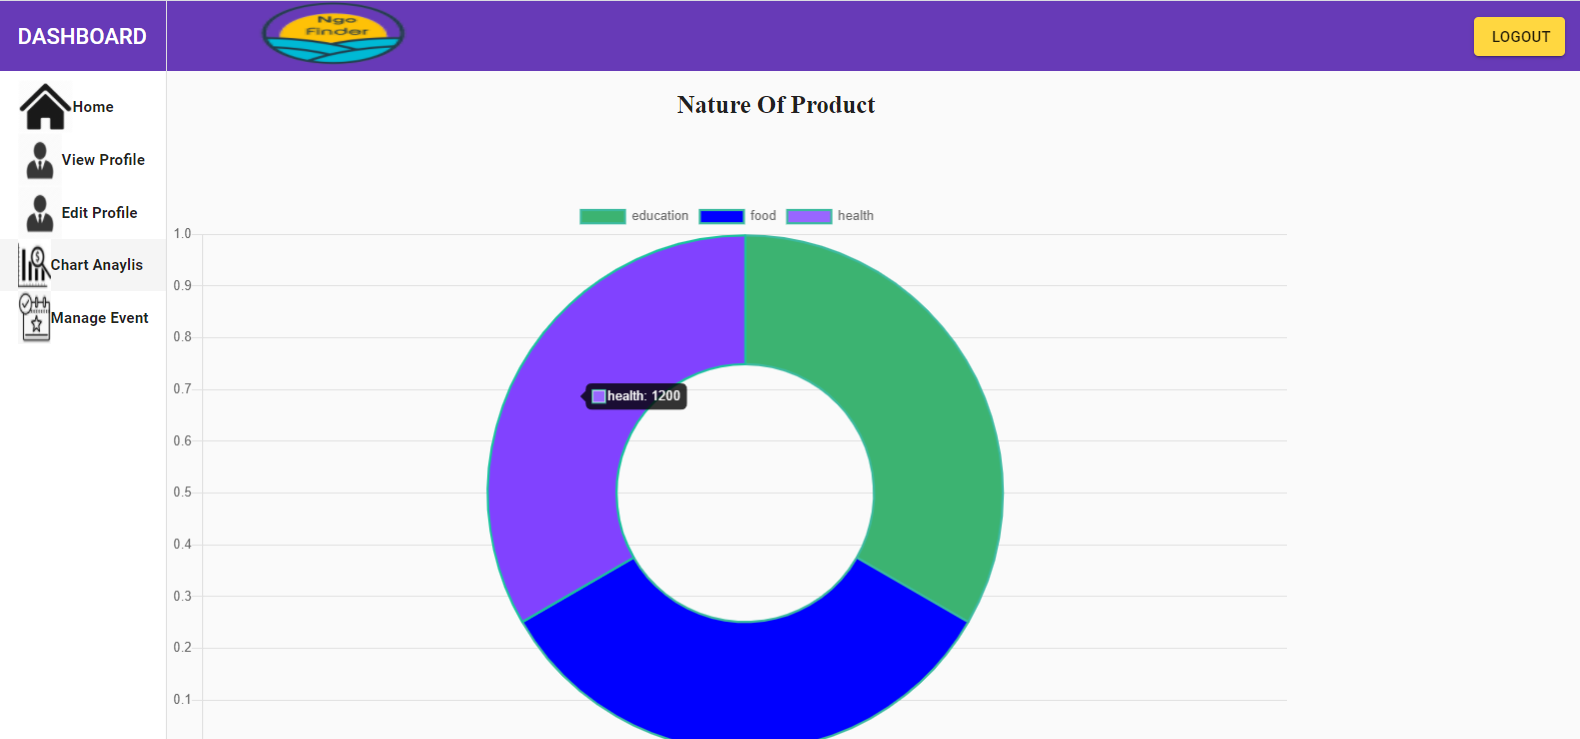 DASHBOARD
Ngo
Finder
LOGOUT
Home
View Profile
Edit Profile
Chart Anaylis
Manage Event
Nature Of Product
education food health
1.0
0.9
0.8
0.7
health: 1200
0.6
0.5
0.4
0.3
0.2
0.1